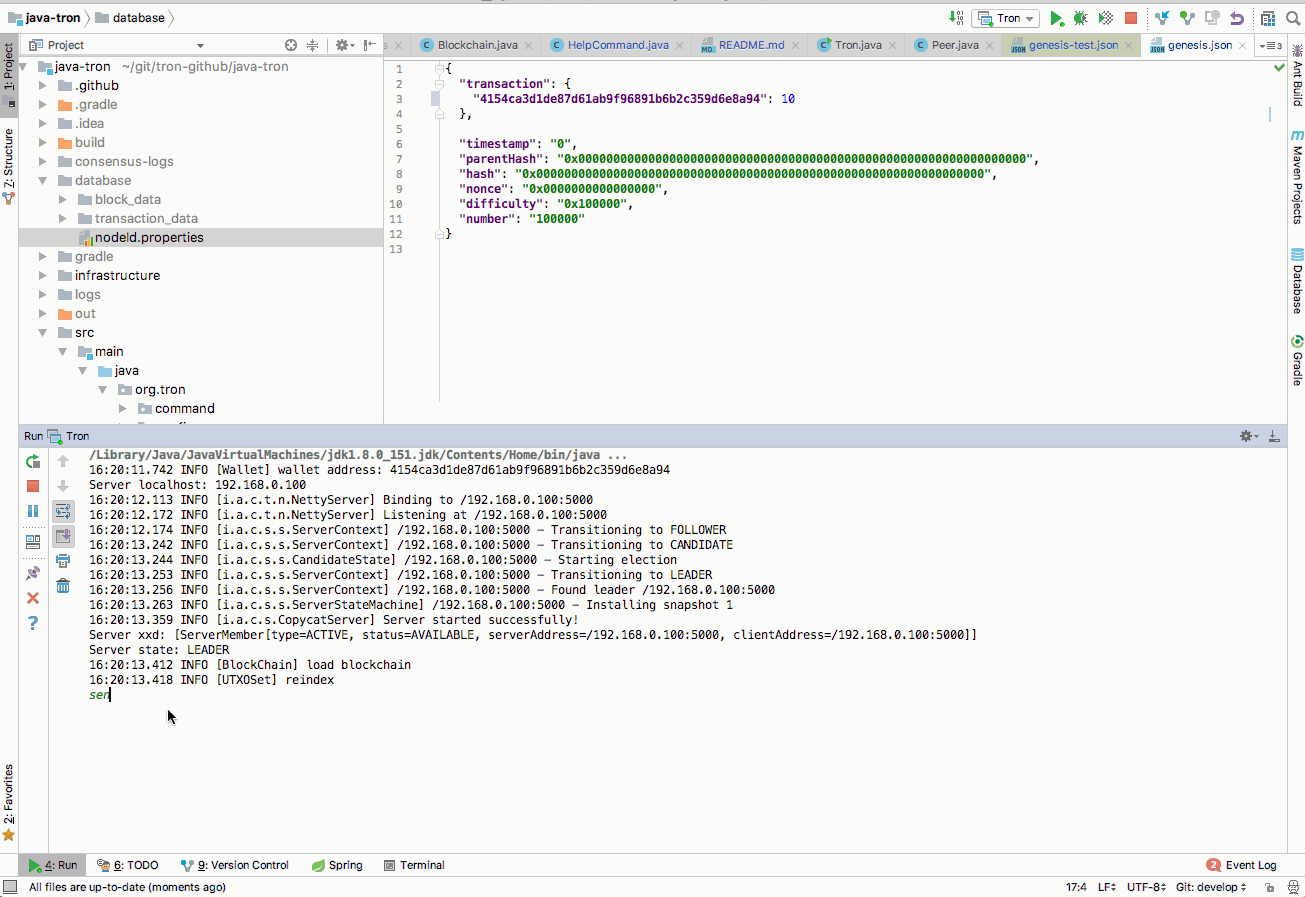 java-tron database
Tron
Project
Blockchain.java HelpCommand.java README.md Tron.java Peer.java genesis-test.json genesis.json 3
java-tron ~/git/tron-github/java-tron
.github
.gradle
.idea
build
consensus-logs
database
block_data
transaction_data
nodeId.properties
gradle
infrastructure
logs
out
src
main
java
org.tron
command
1 {
2 "transaction": {
3 "4154ca3d1de87d61ab9f96891b6b2c359d6e8a94": 10
4 },
5
6 "timestamp": "0",
7 "parentHash": "0x0000000000000000000000000000000000000000000000000000000000000000",
8 "hash": "0x0000000000000000000000000000000000000000000000000000000000000000",
9 "nonce": "0x0000000000000000",
10 "difficulty": "0x100000",
11 "number": "100000"
12 }
13
1: Project
Z: Structure
2: Favorites
Ant Build
Maven Projects
Database
Gradle
Run Tron
/Library/Java/JavaVirtualMachines/jdk1.8.0_151.jdk/Contents/Home/bin/java ...
16:20:11.742 INFO [Wallet] wallet address: 4154ca3d1de87d61ab9f96891b6b2c359d6e8a94
Server localhost: 192.168.0.100
16:20:12.113 INFO [i.a.c.t.n.NettyServer] Binding to /192.168.0.100:5000
16:20:12.172 INFO [i.a.c.t.n.NettyServer] Listening at /192.168.0.100:5000
16:20:12.174 INFO [i.a.c.s.s.ServerContext] /192.168.0.100:5000 - Transitioning to FOLLOWER
16:20:13.242 INFO [i.a.c.s.s.ServerContext] /192.168.0.100:5000 - Transitioning to CANDIDATE
16:20:13.244 INFO [i.a.c.s.s.CandidateState] /192.168.0.100:5000 - Starting election
16:20:13.253 INFO [i.a.c.s.s.ServerContext] /192.168.0.100:5000 - Transitioning to LEADER
16:20:13.256 INFO [i.a.c.s.s.ServerContext] /192.168.0.100:5000 - Found leader /192.168.0.100:5000
16:20:13.263 INFO [i.a.c.s.s.ServerStateMachine] /192.168.0.100:5000 - Installing snapshot 1
16:20:13.359 INFO [i.a.c.s.CopycatServer] Server started successfully!
Server xxd: [ServerMember[type=ACTIVE, status=AVAILABLE, serverAddress=/192.168.0.100:5000, clientAddress=/192.168.0.100:5000]]
Server state: LEADER
16:20:13.412 INFO [BlockChain] load blockchain
16:20:13.418 INFO [UTXOSet] reindex
sen
4: Run 6: TODO 9: Version Control Spring Terminal 2 Event Log
All files are up-to-date (moments ago) 17:4 LF UTF-8 Git: develop